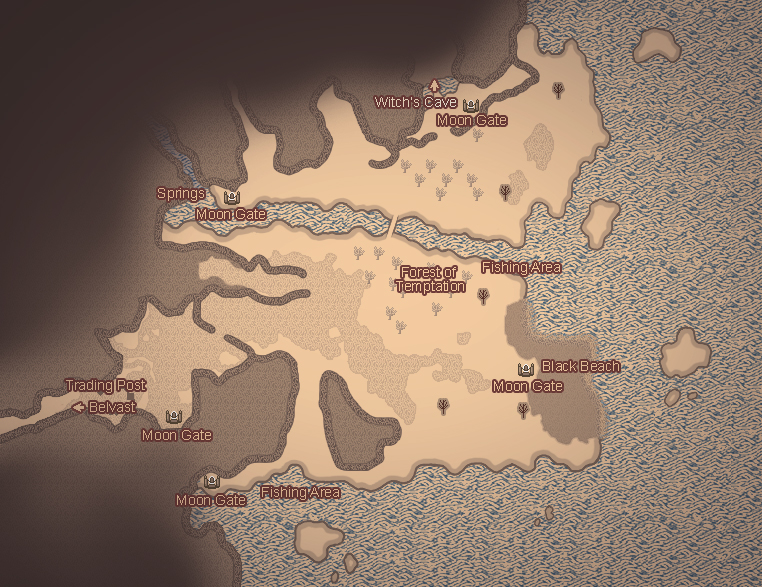 Witch's Cave
Moon Gate
Springs
Moon Gate
Fishing Area
Forest of
Temptation
Black Beach
Moon Gate
Trading Post
Belvast
Moon Gate
Moon Gate
Fishing Area